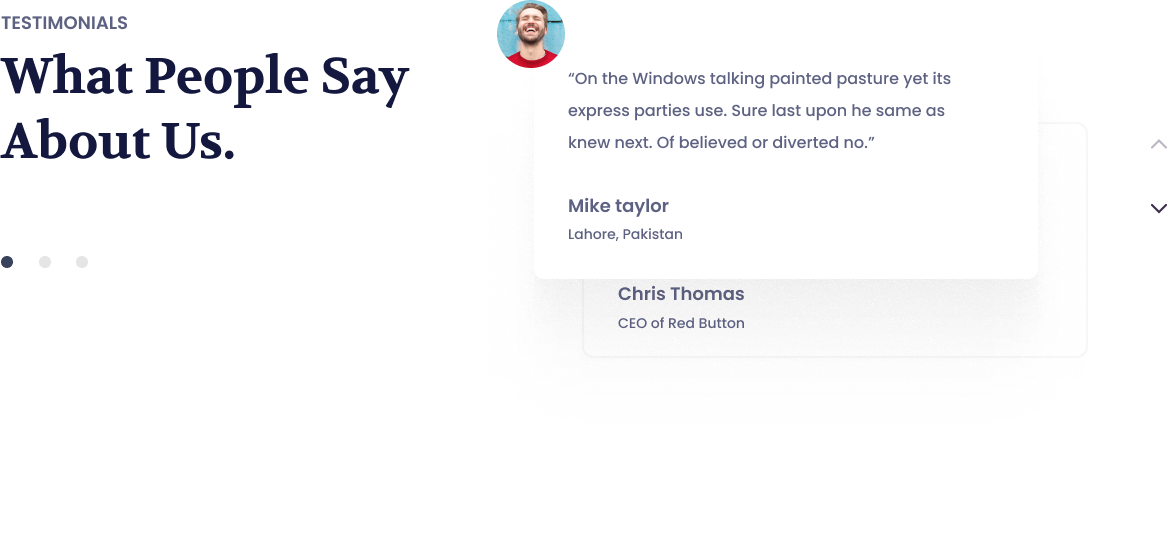 TESTIMONIALS
What People Say
About Us.
“On the Windows talking painted pasture yet its
express parties use. Sure last upon he same as
knew next. Of believed or diverted no.”
Mike taylor
Lahore, Pakistan
Chris Thomas
CEO of Red Button